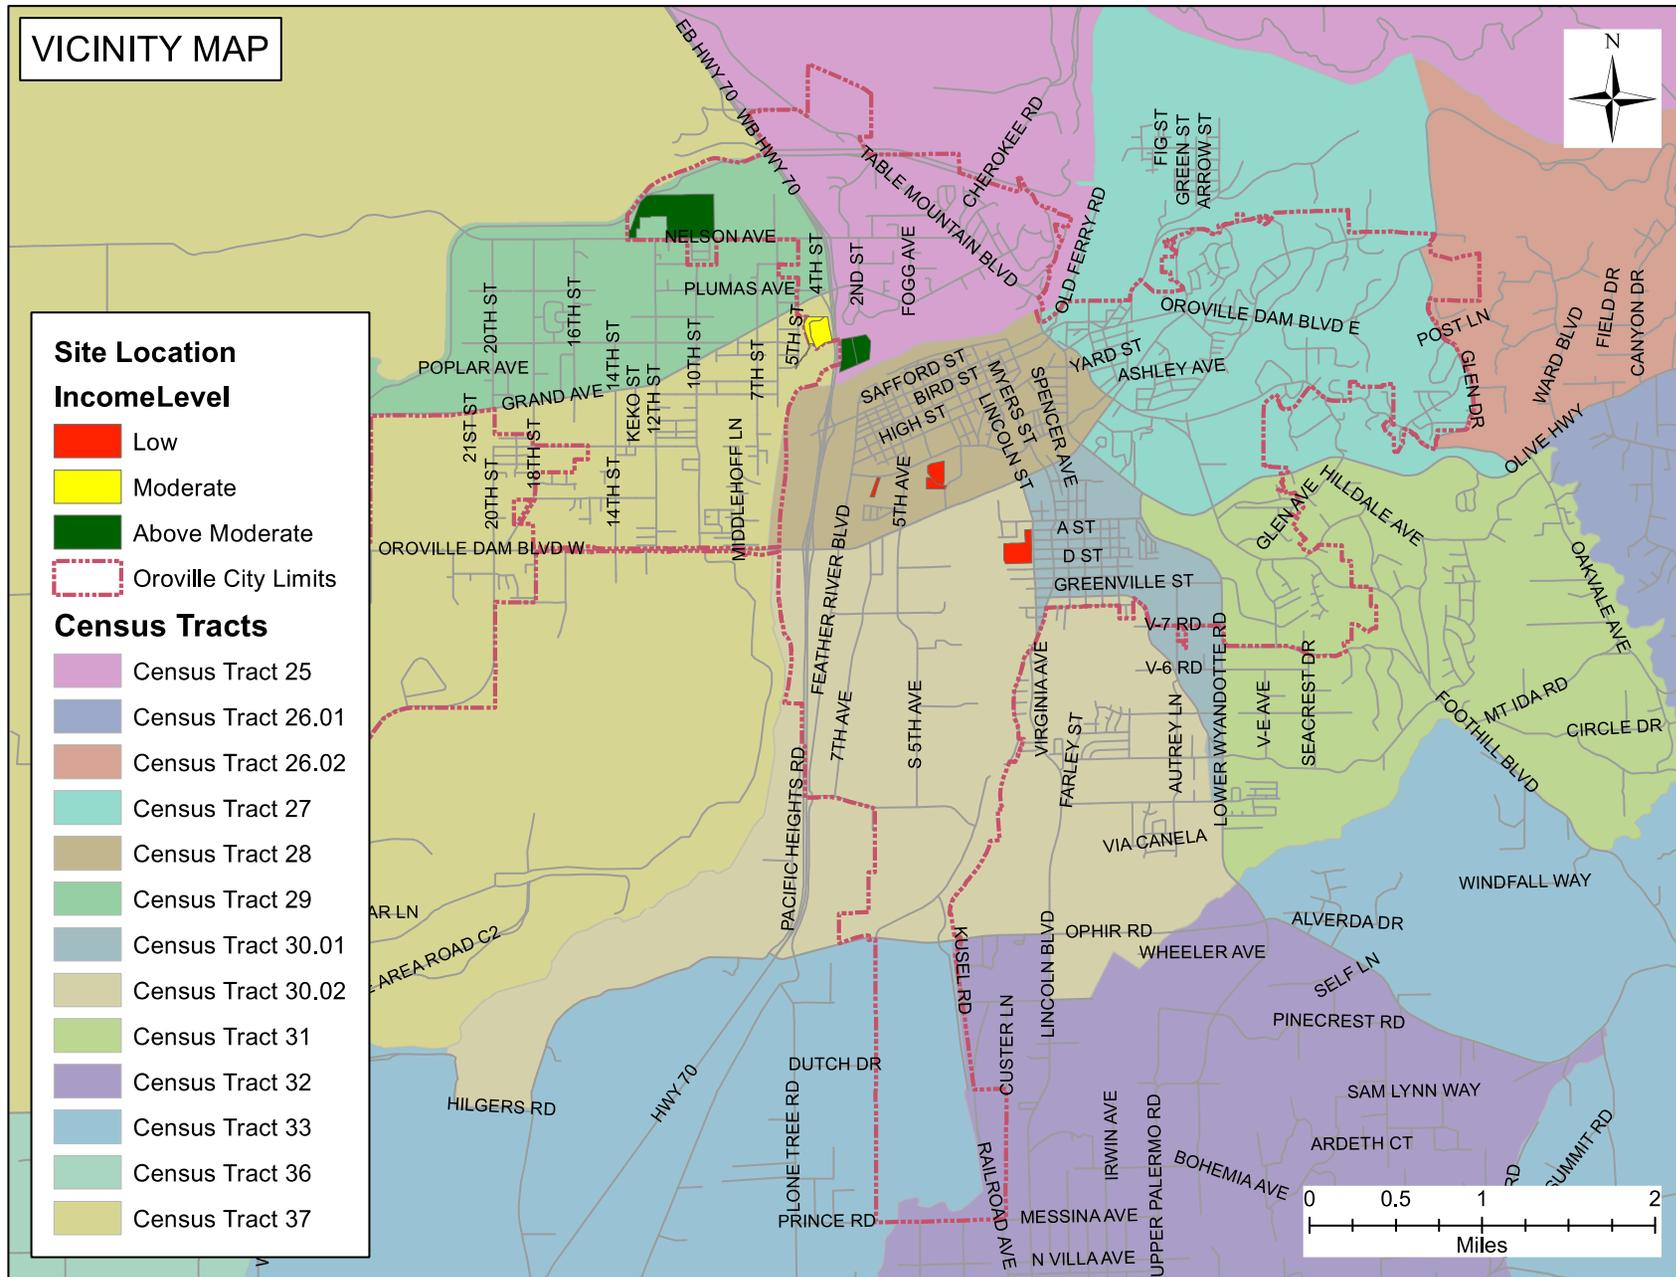 VICINITY MAP
N
EB HWY 70
WB HWY 70
CHEROKEE RD
TABLE MOUNTAIN BLVD
FIG ST
GREEN ST
ARROW ST
OLD FERRY RD
NELSON AVE
4TH ST
2ND ST
FOGG AVE
PLUMAS AVE
20TH ST
16TH ST
14TH ST
10TH ST
5TH ST
7TH ST
POPLAR AVE
GRAND AVE
KEKO ST
12TH ST
21ST ST
18TH ST
20TH ST
14TH ST
MIDDLEHOFF LN
OROVILLE DAM BLVD W
SAFFORD ST
BIRD ST
HIGH ST
MYERS ST
LINCOLN ST
SPENCER AVE
YARD ST
ASHLEY AVE
OROVILLE DAM BLVD E
POST LN
GLEN DR
WARD BLVD
FIELD DR
CANYON DR
OLIVE HWY
5TH AVE
FEATHER RIVER BLVD
A ST
D ST
GREENVILLE ST
GLEN AVE
HILLDALE AVE
OAKVALE AVE
V-7 RD
V-6 RD
LOWER WYANDOTTE RD
V-E AVE
SEACREST DR
MT IDA RD
CIRCLE DR
FOOTHILL BLVD
VIRGINIA AVE
FARLEY ST
AUTREY LN
7TH AVE
S 5TH AVE
PACIFIC HEIGHTS RD
VIA CANELA
WINDFALL WAY
ALVERDA DR
OPHIR RD
WHEELER AVE
SELF LN
PINECREST RD
KUSEL RD
LINCOLN BLVD
CUSTER LN
AR LN
AREA ROAD C2
HILGERS RD
HWY 70
DUTCH DR
LONE TREE RD
PRINCE RD
RAILROAD AVE
MESSINA AVE
N VILLA AVE
IRWIN AVE
UPPER PALERMO RD
BOHEMIA AVE
SAM LYNN WAY
ARDETH CT
RD
SUMMIT RD
Site Location
IncomeLevel
Low
Moderate
Above Moderate
Oroville City Limits
Census Tracts
Census Tract 25
Census Tract 26.01
Census Tract 26.02
Census Tract 27
Census Tract 28
Census Tract 29
Census Tract 30.01
Census Tract 30.02
Census Tract 31
Census Tract 32
Census Tract 33
Census Tract 36
Census Tract 37
0 0.5 1 2
Miles